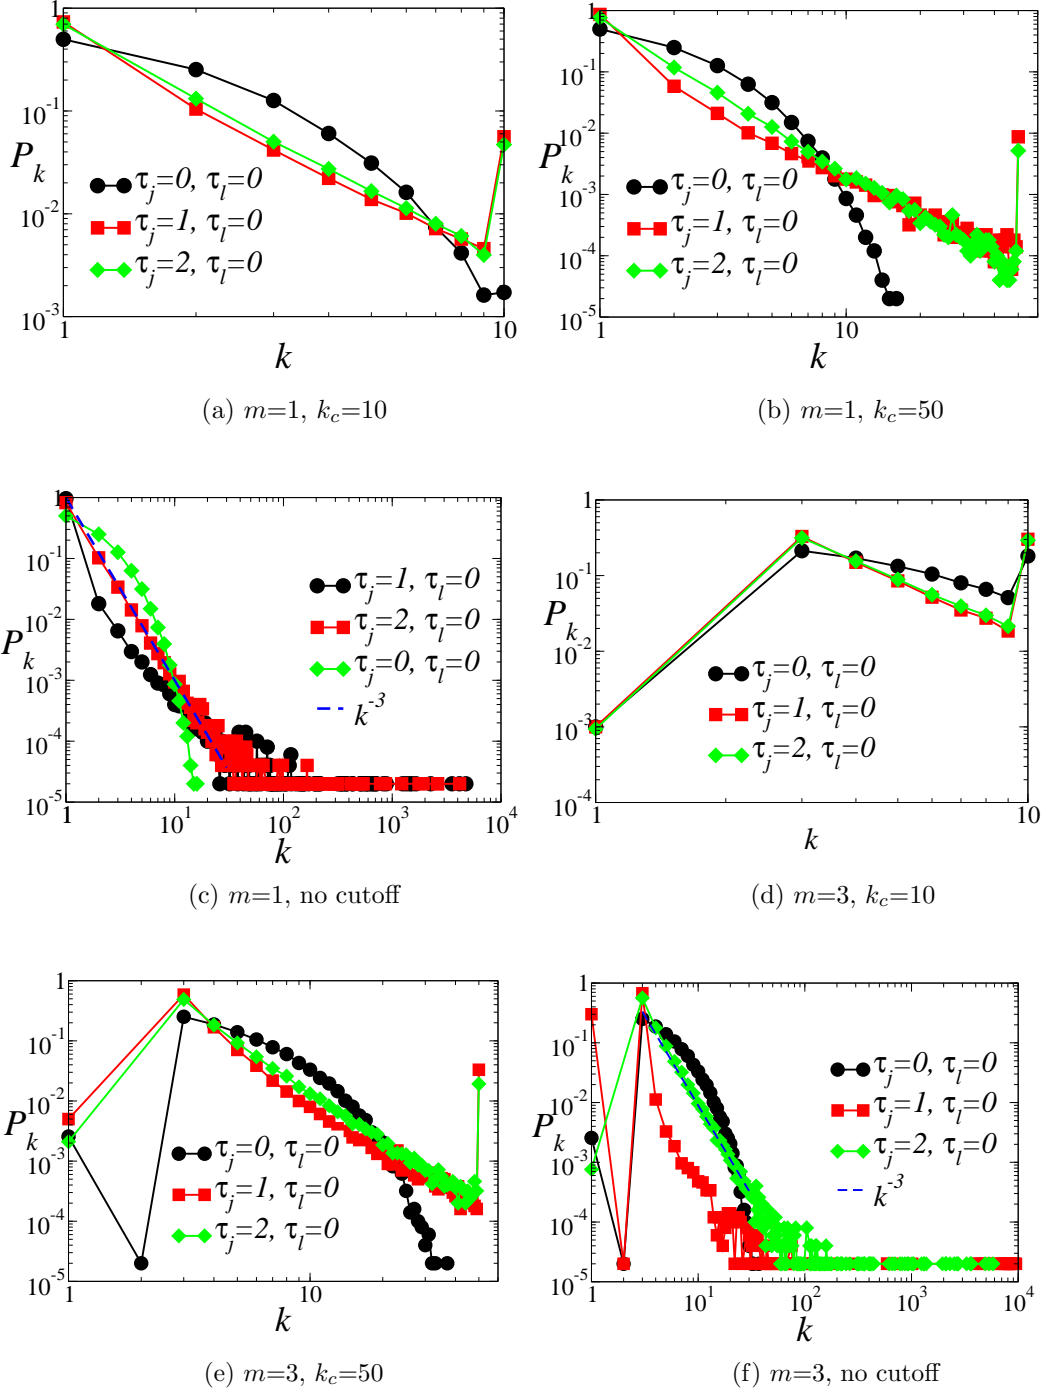 1
10^-1
10^-2
10^-3
P_k
τ_j=0, τ_l=0
τ_j=1, τ_l=0
τ_j=2, τ_l=0
1 10
k
(a) m=1, k_c=10
1
10^-1
10^-2
10^-3
10^-4
10^-5
P_k
τ_j=0, τ_l=0
τ_j=1, τ_l=0
τ_j=2, τ_l=0
1 10
k
(b) m=1, k_c=50
1
10^-1
10^-2
10^-3
10^-4
10^-5
P_k
τ_j=1, τ_l=0
τ_j=2, τ_l=0
τ_j=0, τ_l=0
k^-3
1 10^1 10^2 10^3 10^4
k
(c) m=1, no cutoff
1
10^-1
10^-2
10^-3
10^-4
P_k
τ_j=0, τ_l=0
τ_j=1, τ_l=0
τ_j=2, τ_l=0
1 10
k
(d) m=3, k_c=10
1
10^-1
10^-2
10^-3
10^-4
10^-5
P_k
τ_j=0, τ_l=0
τ_j=1, τ_l=0
τ_j=2, τ_l=0
1 10
k
(e) m=3, k_c=50
1
10^-1
10^-2
10^-3
10^-4
10^-5
P_k
τ_j=0, τ_l=0
τ_j=1, τ_l=0
τ_j=2, τ_l=0
k^-3
1 10^1 10^2 10^3 10^4
k
(f) m=3, no cutoff